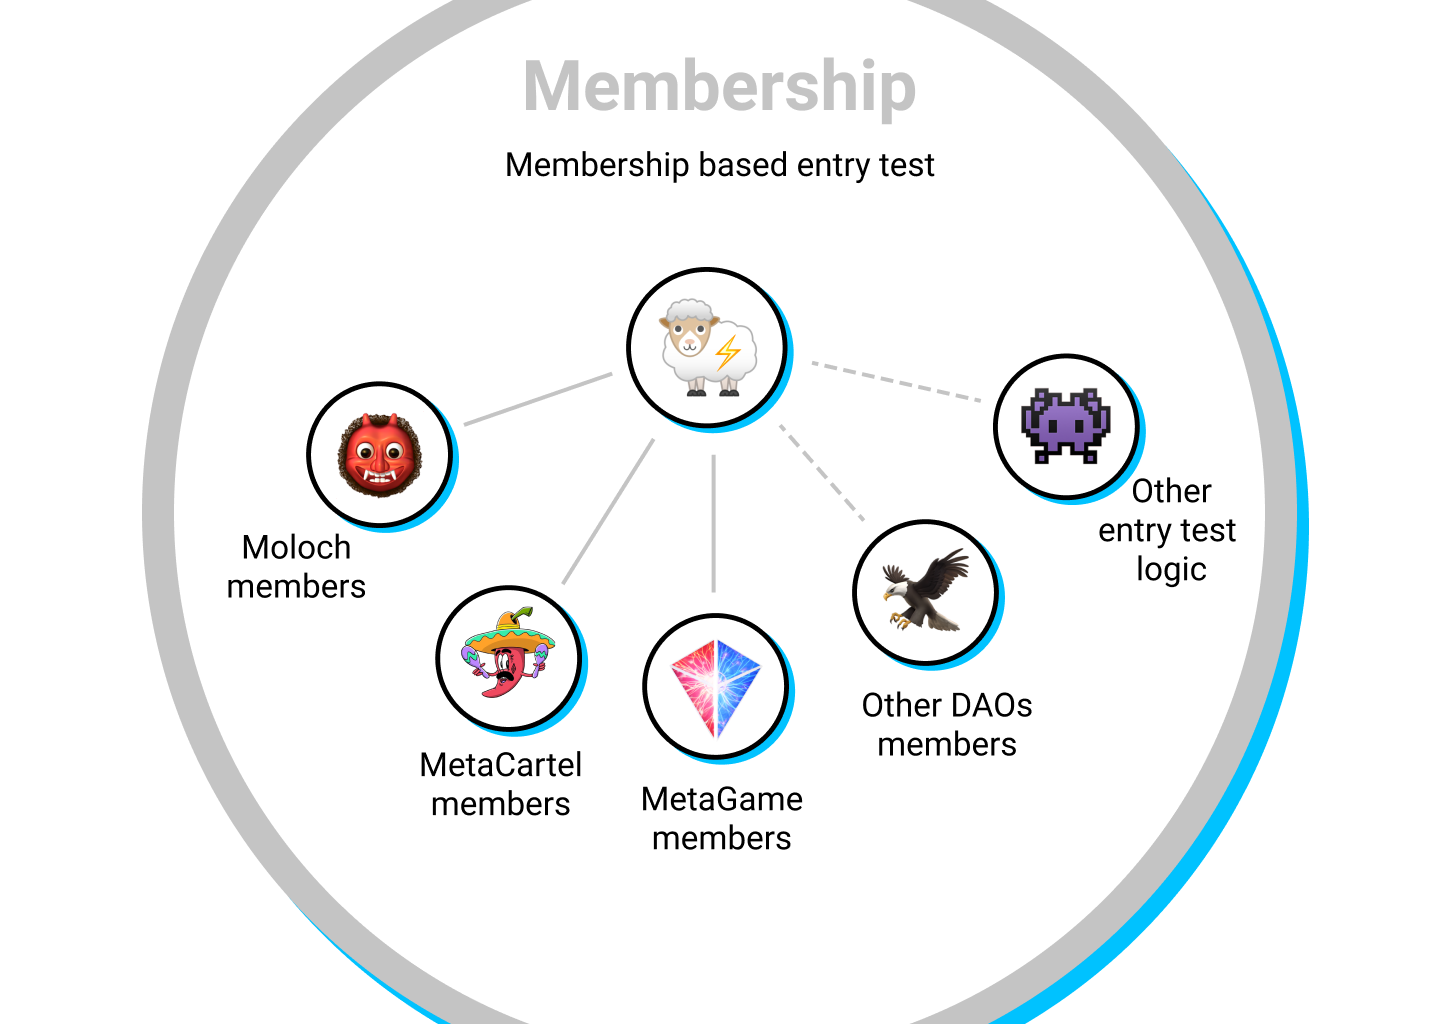 Membership
Membership based entry test
Moloch
members
MetaCartel
members
MetaGame
members
Other DAOs
members
Other
entry test
logic